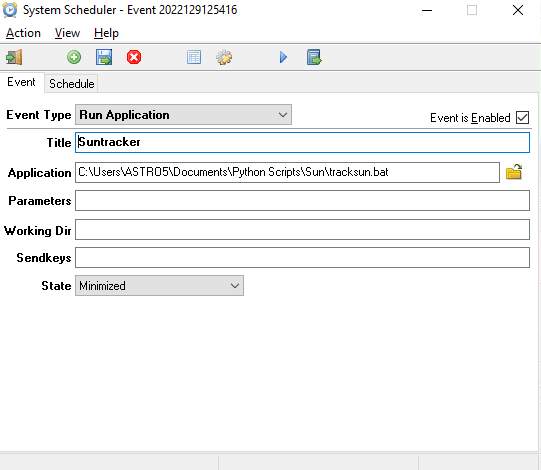 System Scheduler - Event 2022129125416
Action View Help
Event Schedule
Event Type Run Application Event is Enabled
Title Suntracker
Application C:\Users\ASTRO5\Documents\Python Scripts\Sun\tracksun.bat
Parameters
Working Dir
Sendkeys
State Minimized